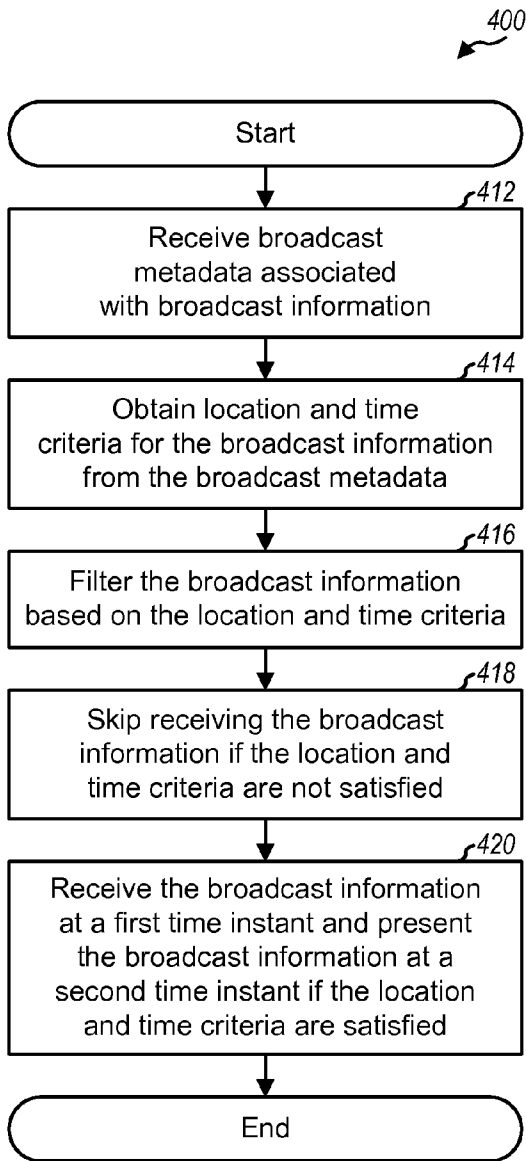 400
Start
412
Receive broadcast
metadata associated
with broadcast information
414
Obtain location and time
criteria for the broadcast information
from the broadcast metadata
416
Filter the broadcast information
based on the location and time criteria
418
Skip receiving the broadcast
information if the location and
time criteria are not satisfied
420
Receive the broadcast information
at a first time instant and present
the broadcast information at a
second time instant if the location
and time criteria are satisfied
End